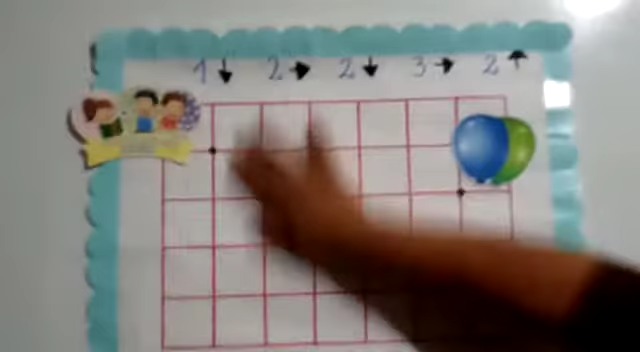 1 ↓ 2 → 2 ↓ 3 → 2 ↑